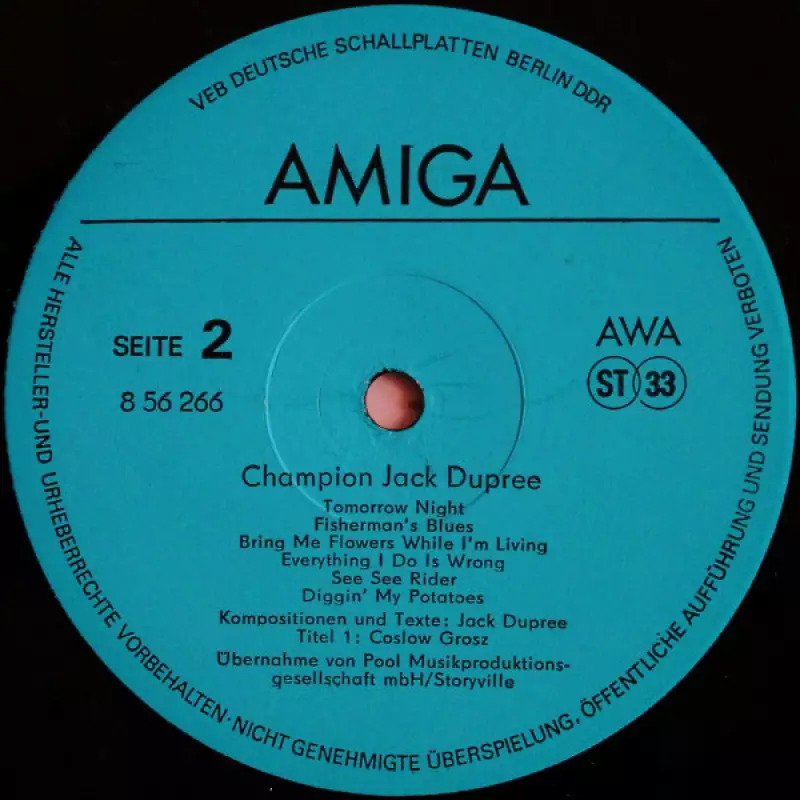 VEB DEUTSCHE SCHALLPLATTEN BERLIN DDR
AMIGA
SEITE 2
8 56 266
AWA
ST 33
Champion Jack Dupree
Tomorrow Night
Fisherman's Blues
Bring Me Flowers While I'm Living
Everything I Do Is Wrong
See See Rider
Diggin' My Potatoes
Kompositionen und Texte: Jack Dupree
Titel 1: Coslow Grosz
Übernahme von Pool Musikproduktions-
gesellschaft mbH/Storyville
ALLE HERSTELLER-UND URHEBERRECHTE VORBEHALTEN·NICHT GENEHMIGTE ÜBERSPIELUNG, ÖFFENTLICHE AUFFÜHRUNG UND SENDUNG VERBOTEN